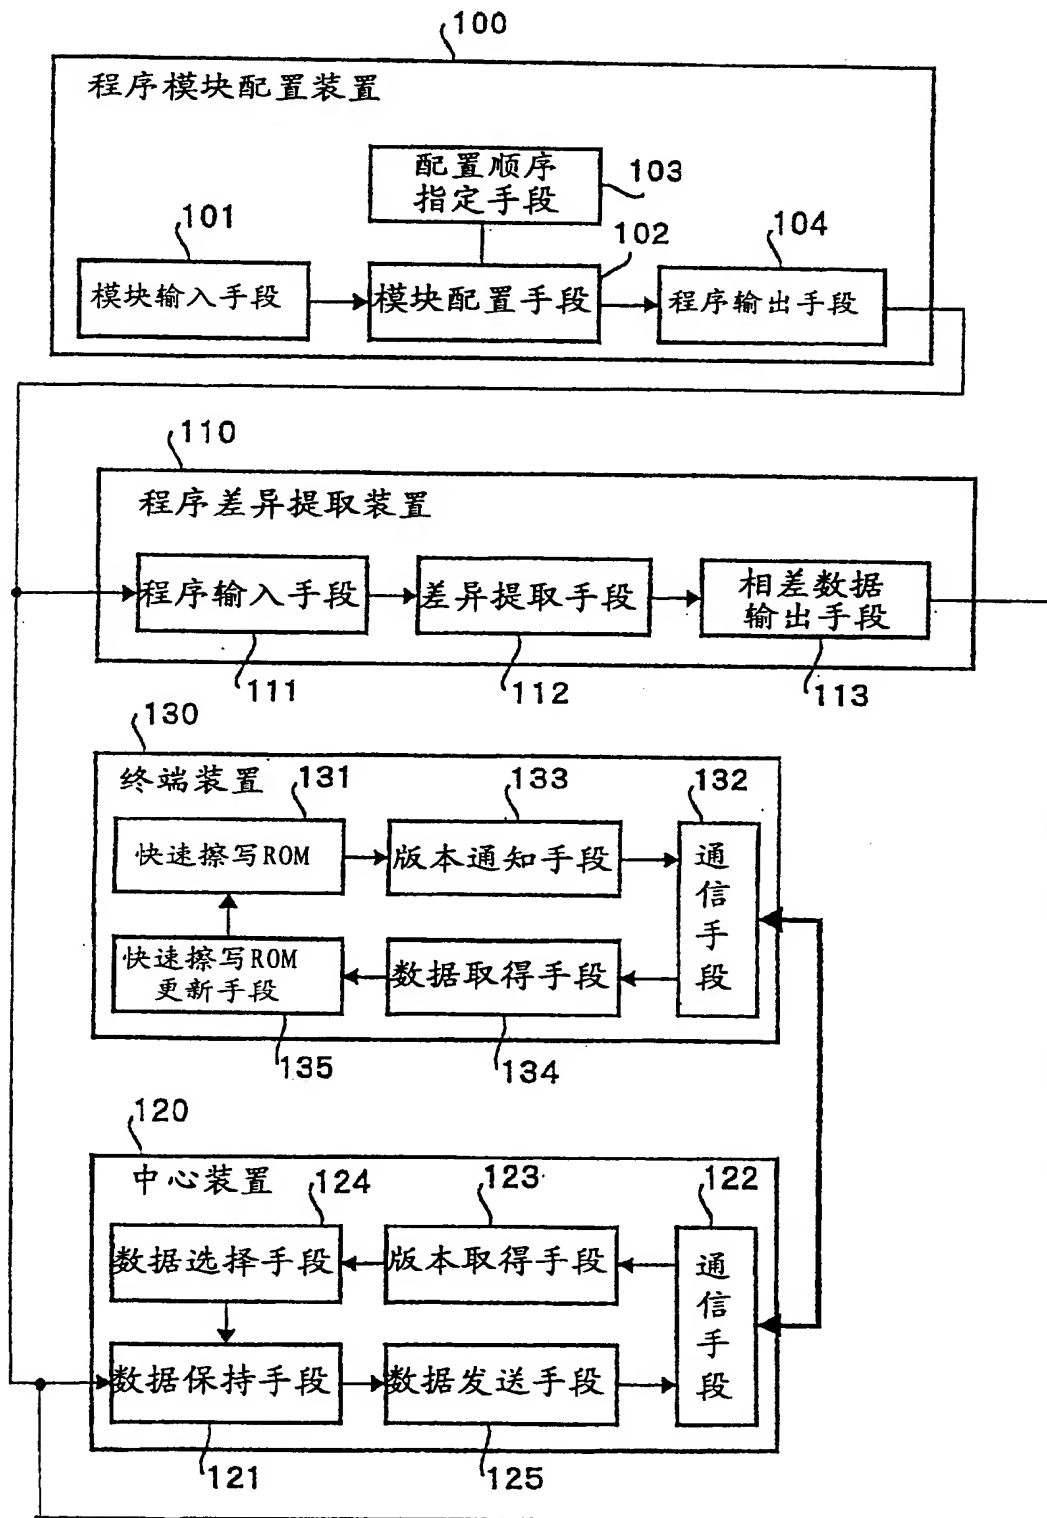 100
程序模块配置装置
配置顺序
指定手段
103
101
102
104
模块输入手段
模块配置手段
程序输出手段
110
程序差异提取装置
程序输入手段
差异提取手段
相差数据
输出手段
111
112
113
130
终端装置
131
133
132
快速擦写ROM
版本通知手段
通信手段
快速擦写ROM
更新手段
数据取得手段
135
134
120
中心装置
124
123
122
数据选择手段
版本取得手段
通信手段
数据保持手段
数据发送手段
121
125